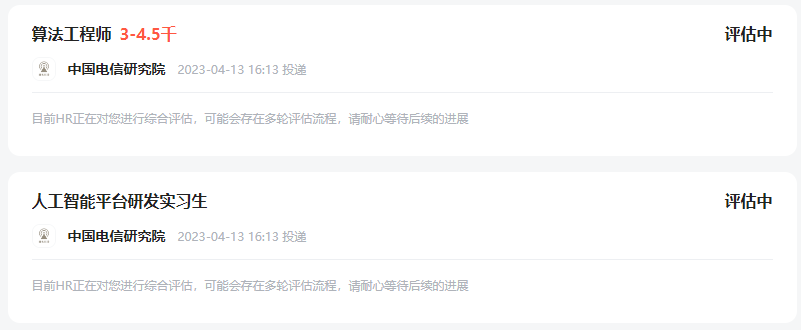 算法工程师 3-4.5千 评估中
中国电信研究院 2023-04-13 16:13 投递
目前HR正在对您进行综合评估，可能会存在多轮评估流程，请耐心等待后续的进展
人工智能平台研发实习生 评估中
中国电信研究院 2023-04-13 16:13 投递
目前HR正在对您进行综合评估，可能会存在多轮评估流程，请耐心等待后续的进展